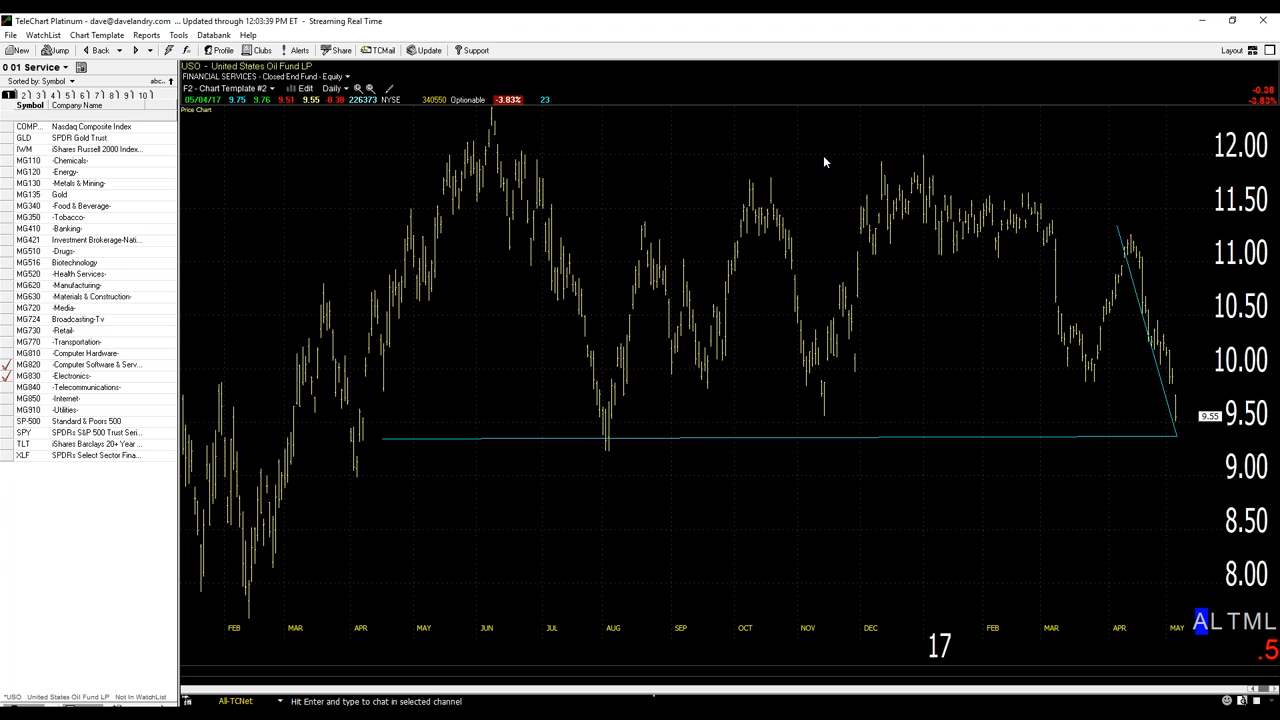 TeleChart Platinum - dave@davelandry.com ... Updated through 12:03:39 PM ET - Streaming Real Time
File WatchList Chart Template Reports Tools Databank Help
New Jump Back Profile Clubs Alerts Share TCMail Update Support Layout
0 01 Service
Sorted by: Symbol abc..
1 2 3 4 5 6 7 8 9 10
Symbol Company Name
COMP... Nasdaq Composite Index
GLD SPDR Gold Trust
IWM iShares Russell 2000 Index...
MG110 -Chemicals-
MG120 -Energy-
MG130 -Metals & Mining-
MG135 Gold
MG340 -Food & Beverage-
MG350 -Tobacco-
MG410 -Banking-
MG421 Investment Brokerage-Nati...
MG510 -Drugs-
MG516 Biotechnology
MG520 -Health Services-
MG620 -Manufacturing-
MG630 -Materials & Construction-
MG720 -Media-
MG724 Broadcasting-Tv
MG730 -Retail-
MG770 -Transportation-
MG810 -Computer Hardware-
MG820 -Computer Software & Serv...
MG830 -Electronics-
MG840 -Telecommunications-
MG850 -Internet-
MG910 -Utilities-
SP-500 Standard & Poors 500
SPY SPDRs S&P 500 Trust Seri...
TLT iShares Barclays 20+ Year ...
XLF SPDRs Select Sector Fina...
*USO United States Oil Fund LP Not In WatchList
USO - United States Oil Fund LP
FINANCIAL SERVICES - Closed End Fund - Equity
F2 - Chart Template #2 Edit Daily
05/04/17 9.75 9.76 9.51 9.55 -0.38 226373 NYSE 340550 Optionable -3.83% 23
-0.38
-3.83%
Price Chart
12.00
11.50
11.00
10.50
10.00
9.55 9.50
9.00
8.50
8.00
ALTML
FEB MAR APR MAY JUN JUL AUG SEP OCT NOV DEC FEB MAR APR MAY
17
.5
All-TCNet Hit Enter and type to chat in selected channel